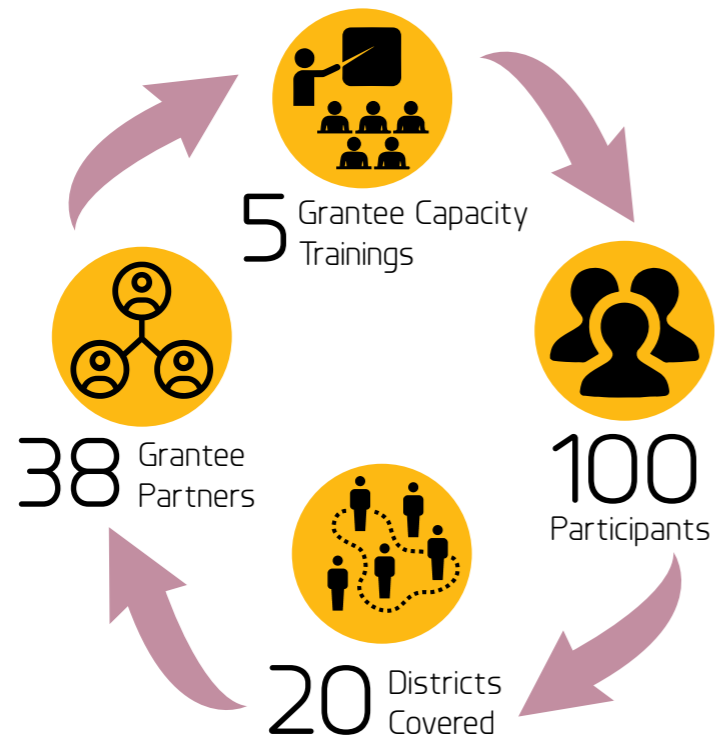 5 Grantee Capacity
Trainings
100
Participants
20 Districts
Covered
38 Grantee
Partners